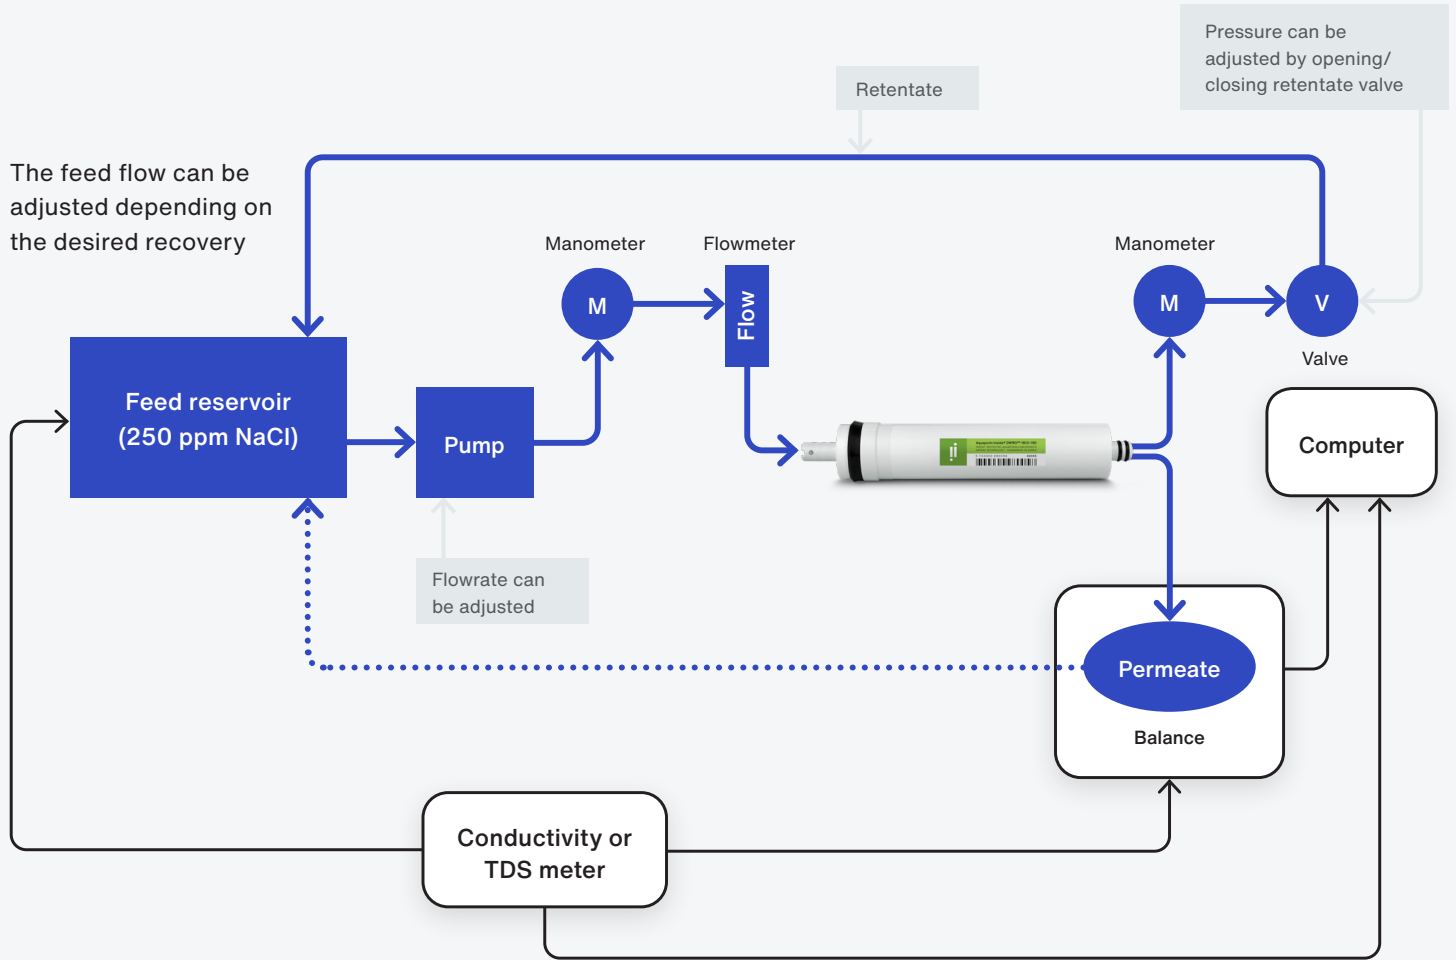 Pressure can be
adjusted by opening/
closing retentate valve
Retentate
The feed flow can be
adjusted depending on
the desired recovery
Manometer
Flowmeter
Manometer
M
Flow
M
V
Valve
Feed reservoir
(250 ppm NaCl)
Pump
Computer
Flowrate can
be adjusted
Permeate
Balance
Conductivity or
TDS meter